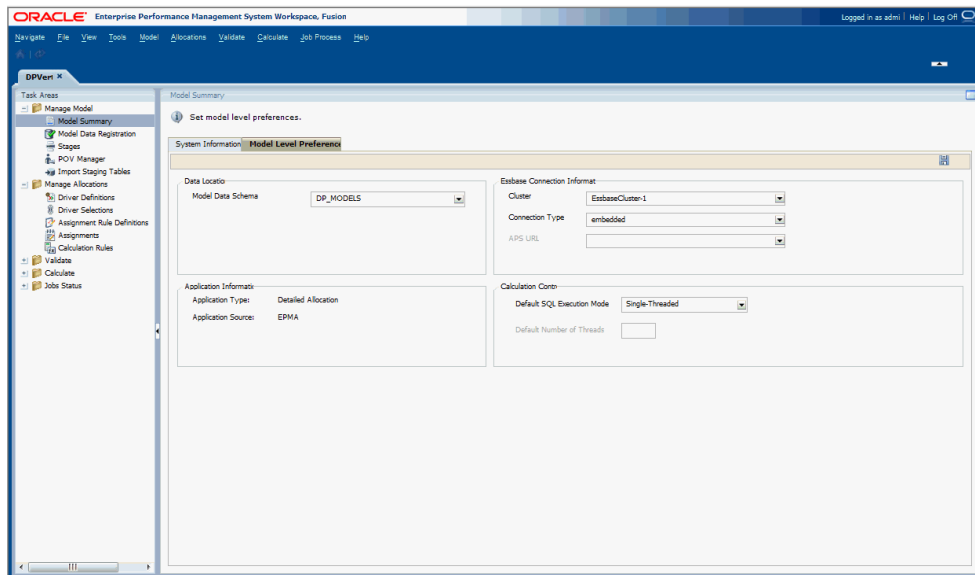 ORACLE® Enterprise Performance Management System Workspace, Fusion Logged in as admi | Help | Log Off
Navigate File View Tools Model Allocations Validate Calculate Job Process Help
DPVert ×
Task Areas
Manage Model
Model Summary
Model Data Registration
Stages
POV Manager
Import Staging Tables
Manage Allocations
Driver Definitions
Driver Selections
Assignment Rule Definitions
Assignments
Calculation Rules
Validate
Calculate
Jobs Status
Model Summary
Set model level preferences.
System Information Model Level Preference
Data Locatio
Model Data Schema DP_MODELS
Essbase Connection Informat
Cluster EssbaseCluster-1
Connection Type embedded
APS URL
Application Informatic
Application Type: Detailed Allocation
Application Source: EPMA
Calculation Contr
Default SQL Execution Mode Single-Threaded
Default Number of Threads